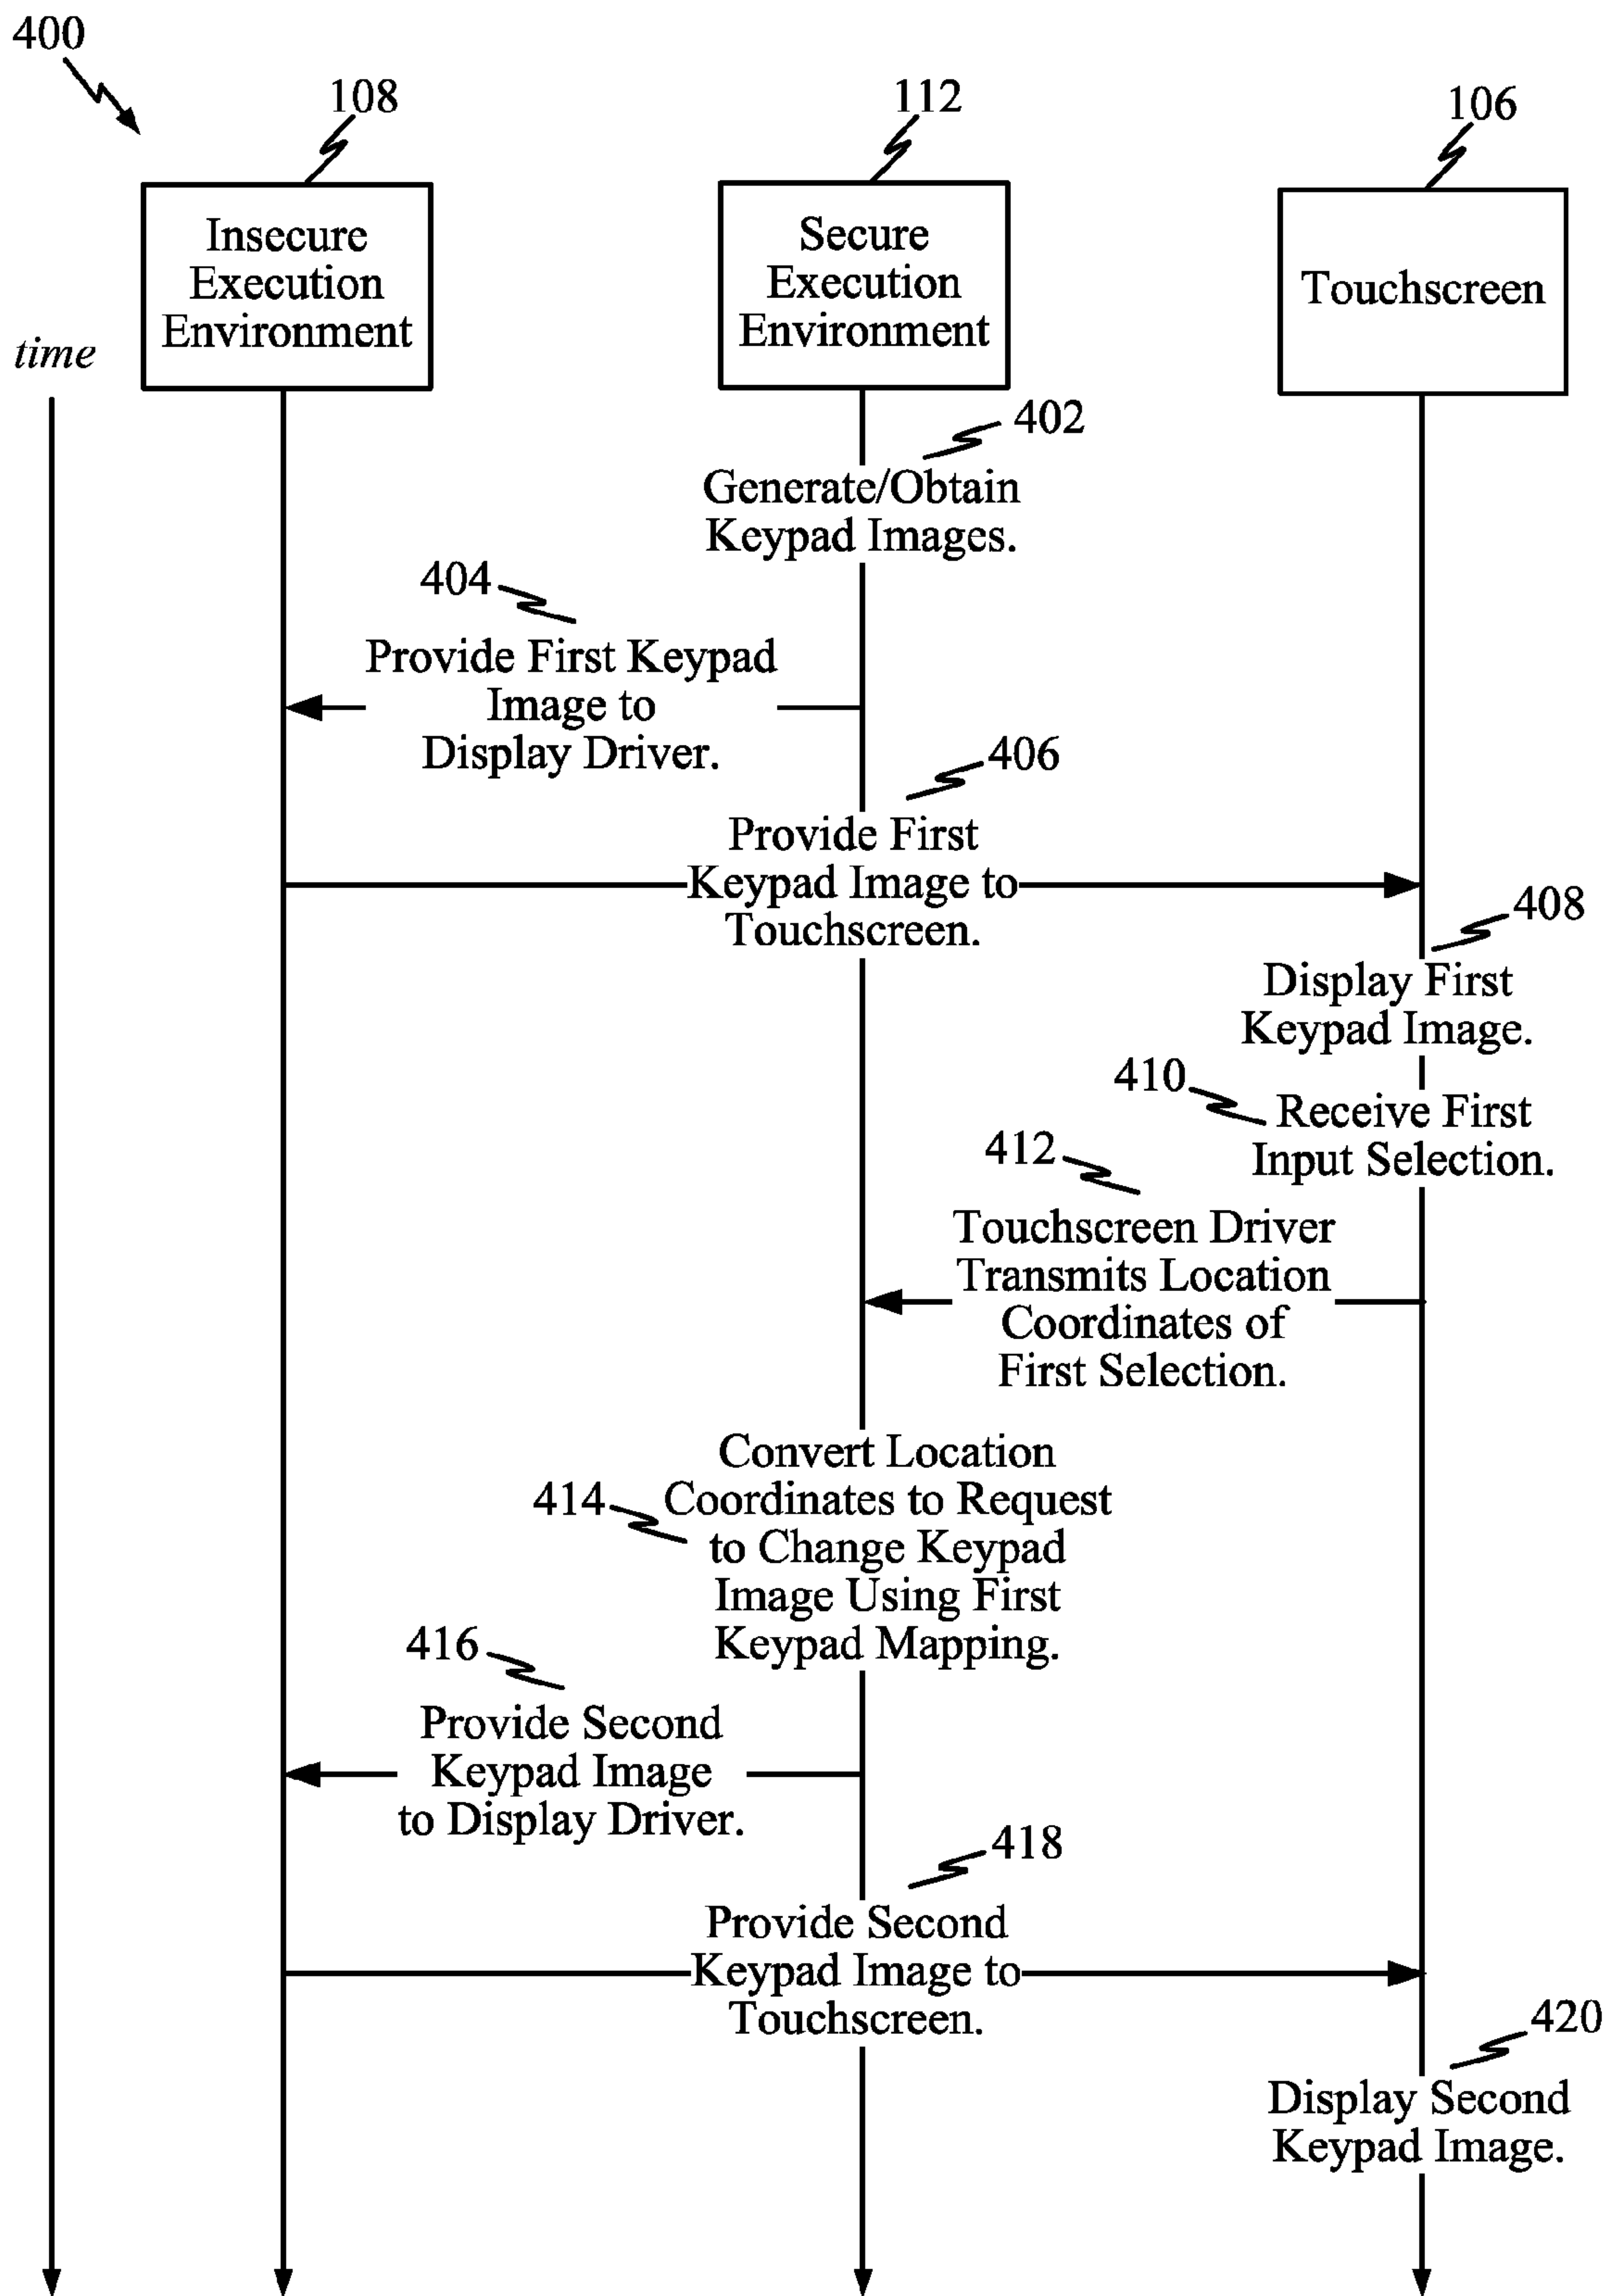 400
108
112
106
Insecure
Execution
Environment
Secure
Execution
Environment
Touchscreen
time
402
Generate/Obtain
Keypad Images.
404
Provide First Keypad
Image to
Display Driver.
406
Provide First
Keypad Image to
Touchscreen.
408
Display First
Keypad Image.
410
Receive First
Input Selection.
412
Touchscreen Driver
Transmits Location
Coordinates of
First Selection.
414
Convert Location
Coordinates to Request
to Change Keypad
Image Using First
Keypad Mapping.
416
Provide Second
Keypad Image
to Display Driver.
418
Provide Second
Keypad Image to
Touchscreen.
420
Display Second
Keypad Image.